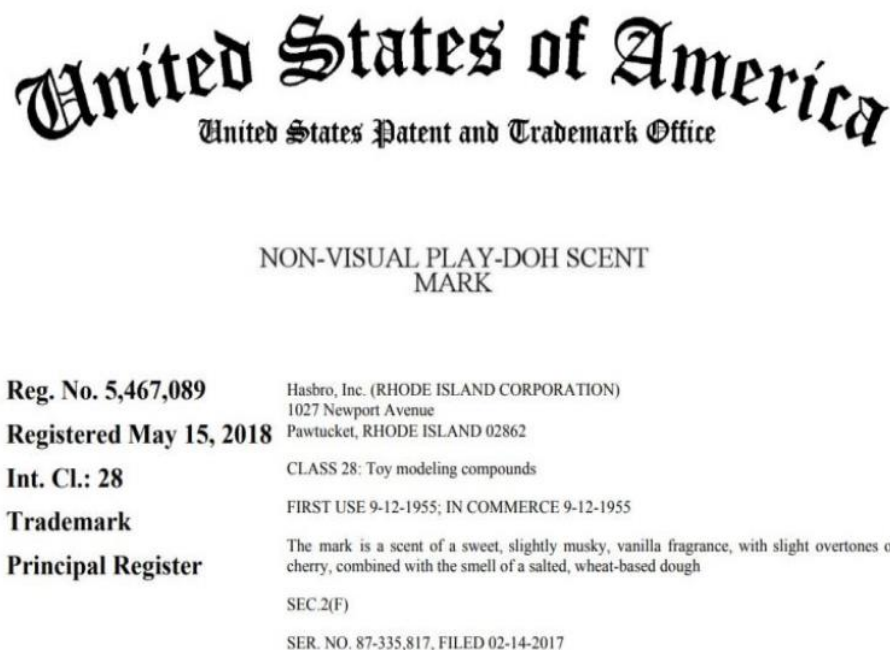 United States of America
United States Patent and Trademark Office
NON-VISUAL PLAY-DOH SCENT
MARK
Reg. No. 5,467,089
Registered May 15, 2018
Int. Cl.: 28
Trademark
Principal Register
Hasbro, Inc. (RHODE ISLAND CORPORATION)
1027 Newport Avenue
Pawtucket, RHODE ISLAND 02862
CLASS 28: Toy modeling compounds
FIRST USE 9-12-1955; IN COMMERCE 9-12-1955
The mark is a scent of a sweet, slightly musky, vanilla fragrance, with slight overtones
cherry, combined with the smell of a salted, wheat-based dough
SEC.2(F)
SER. NO. 87-335,817, FILED 02-14-2017